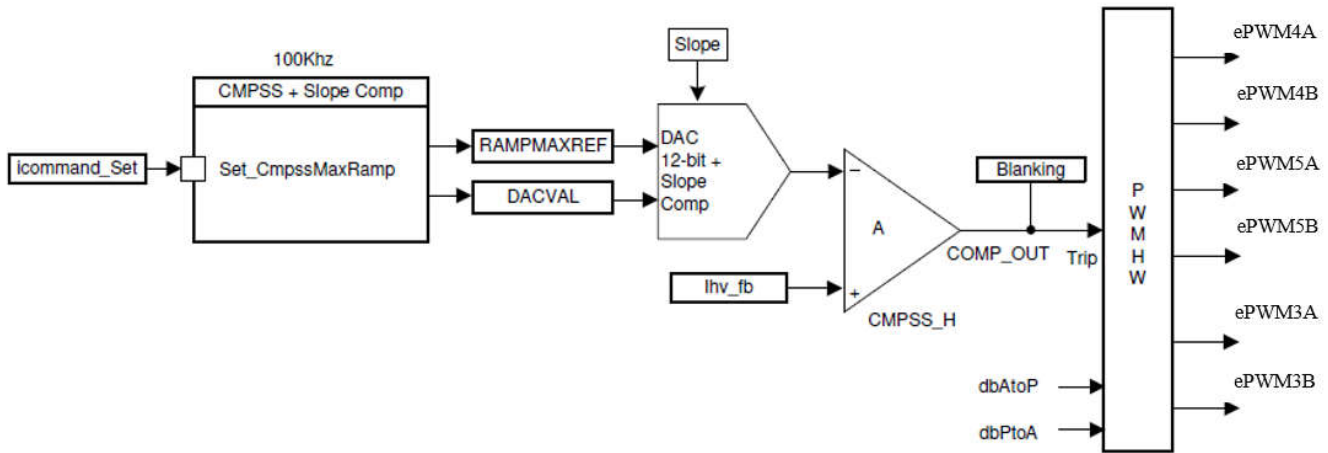 100Khz
CMPSS + Slope Comp
icommand_Set
Set_CmpssMaxRamp
RAMPMAXREF
DACVAL
Slope
DAC
12-bit +
Slope
Comp
−
A
+
Ihv_fb
CMPSS_H
Blanking
COMP_OUT
Trip
dbAtoP
dbPtoA
P
W
M
H
W
ePWM4A
ePWM4B
ePWM5A
ePWM5B
ePWM3A
ePWM3B